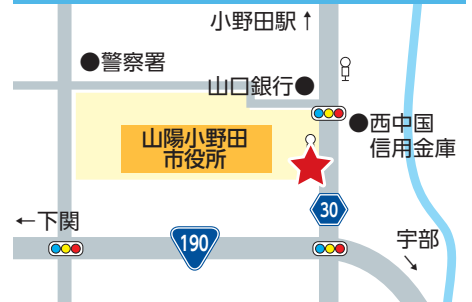 小野田駅↑
●警察署
山口銀行●
●西中国
信用金庫
山陽小野田
市役所
30
←下関
190
宇部
↘